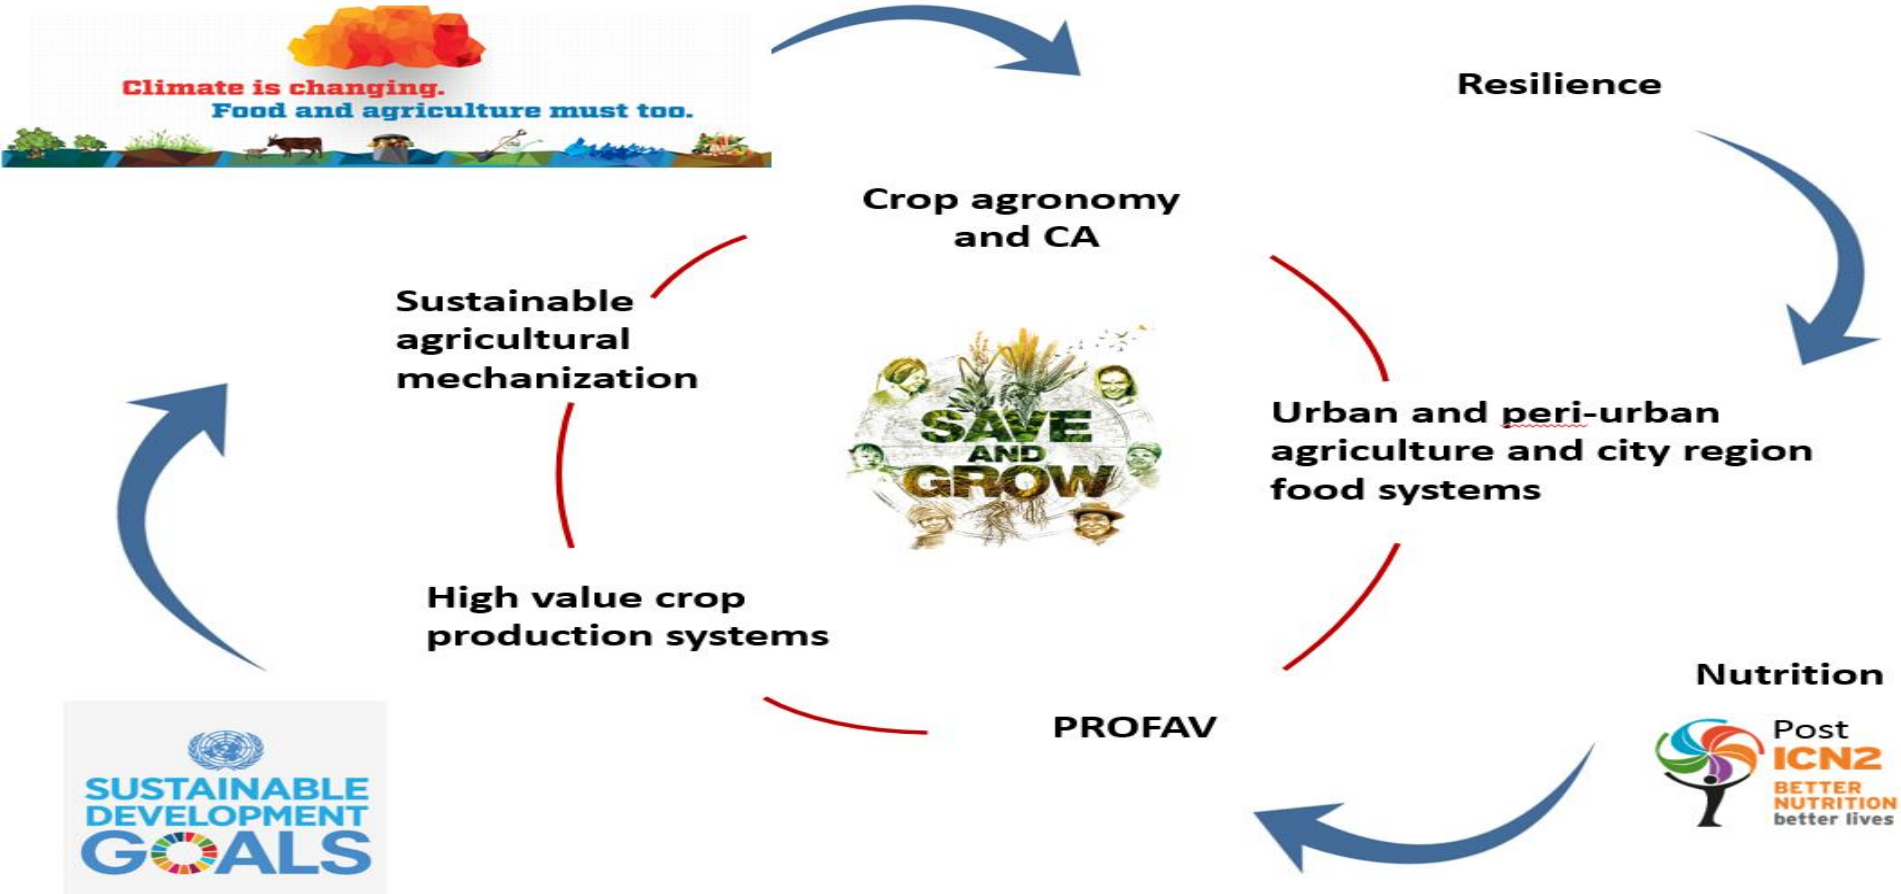 Climate is changing.
Food and agriculture must too.
Resilience
Crop agronomy
and CA
Sustainable
agricultural
mechanization
SAVE
AND
GROW
Urban and peri-urban
agriculture and city region
food systems
High value crop
production systems
PROFAV
Nutrition
Post
ICN2
BETTER
NUTRITION
better lives
SUSTAINABLE
DEVELOPMENT
GOALS